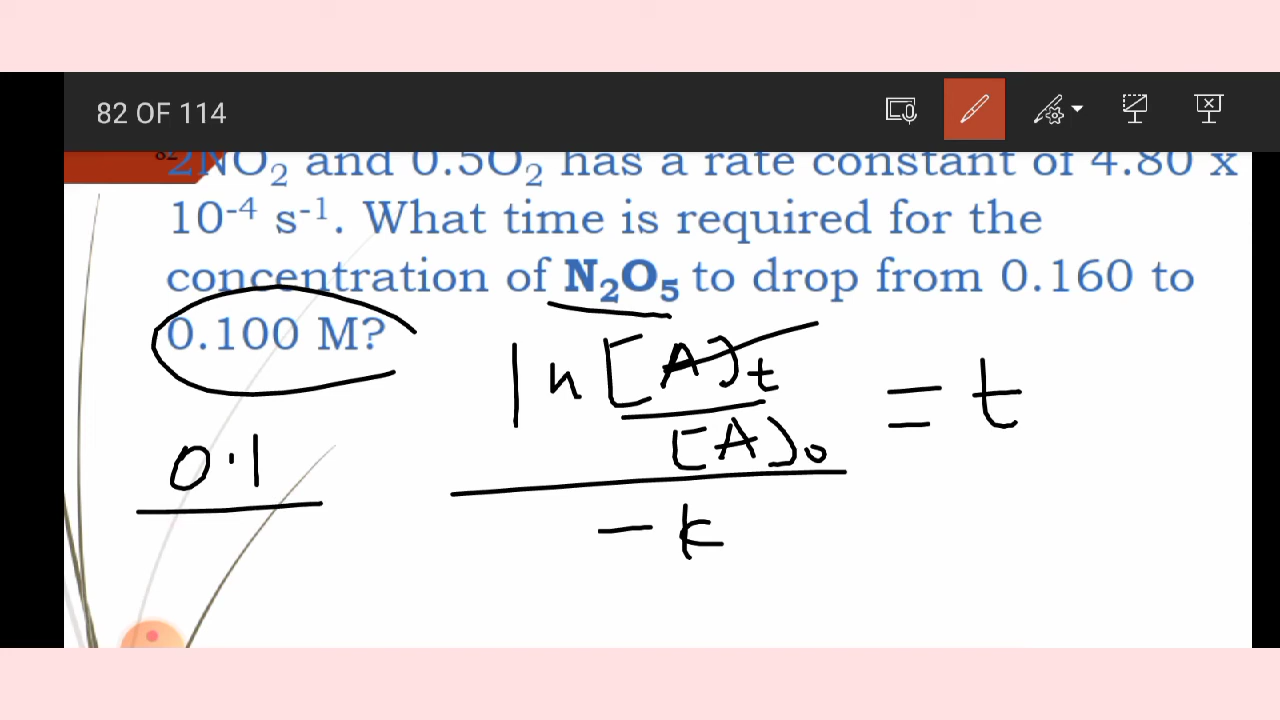 82 OF 114
82
2NO₂ and 0.5O₂ has a rate constant of 4.80 x
10⁻⁴ s⁻¹. What time is required for the
concentration of N₂O₅ to drop from 0.160 to
0.100 M?
ln [A]t
= t
[A]₀
0.1
- k